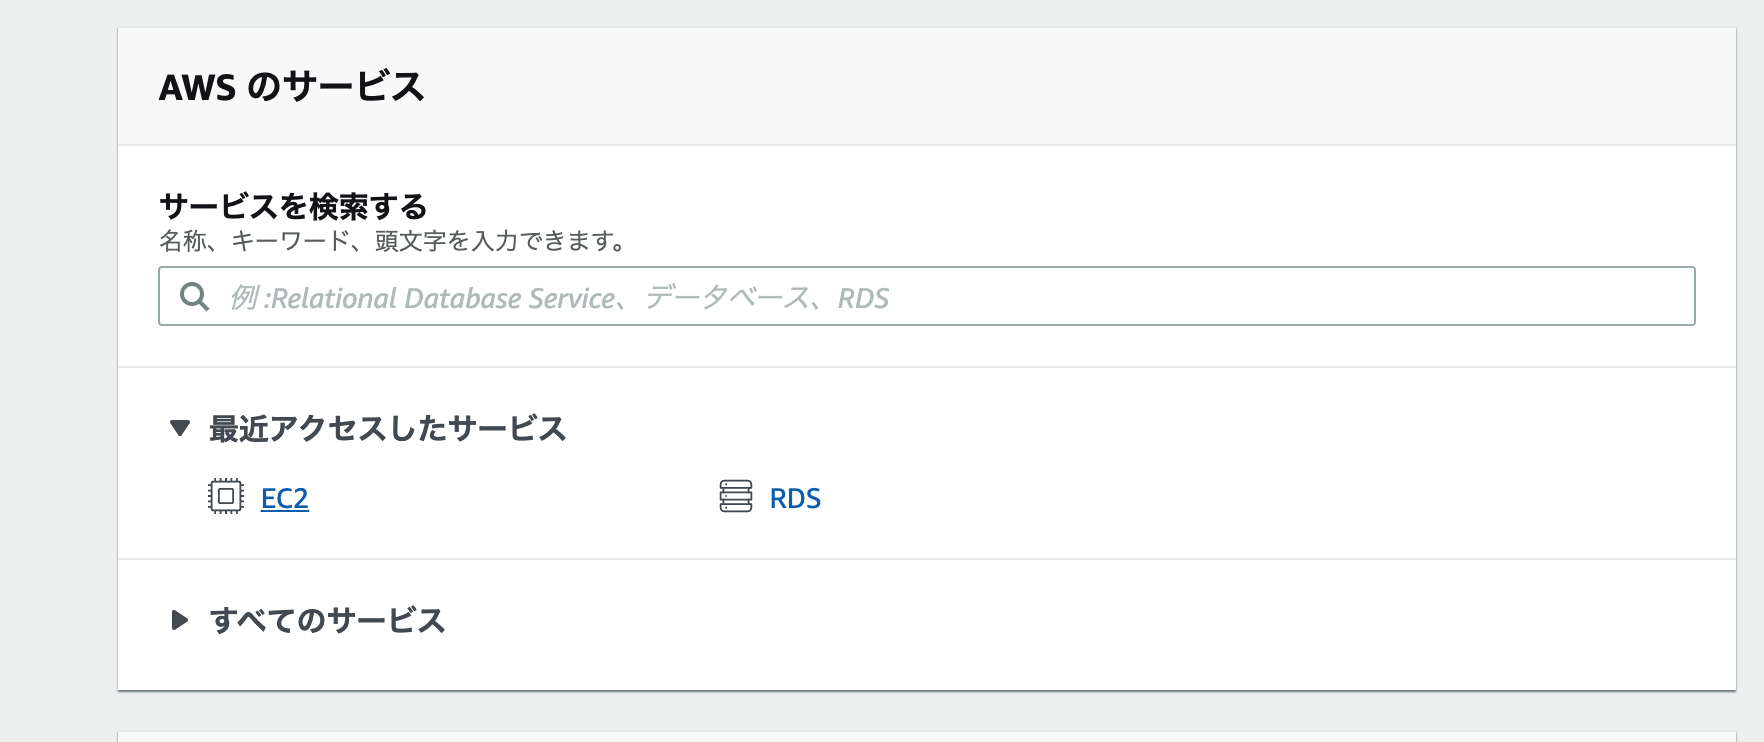 AWS のサービス
サービスを検索する
名称、キーワード、頭文字を入力できます。
例 :Relational Database Service、データベース、RDS
最近アクセスしたサービス
EC2 RDS
すべてのサービス